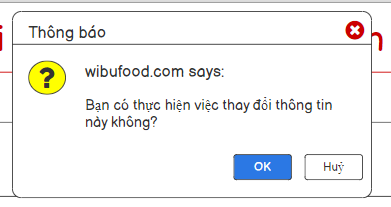 Thông báo
wibufood.com says:
Bạn có thực hiện việc thay đổi thông tin
này không?
OK
Huỷ